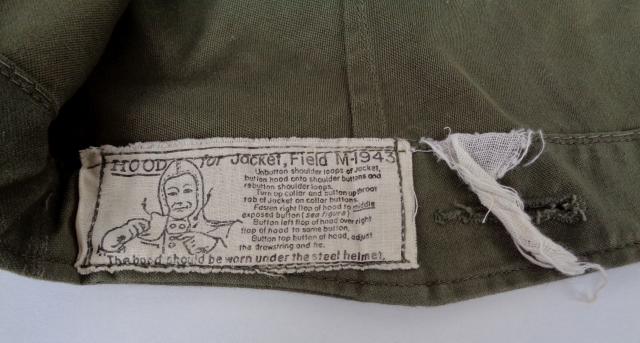 HOOD for Jacket, Field M-1943
Unbutton shoulder loops of jacket,
button hood onto shoulder buttons and
rebutton shoulder loops.
Turn up collar and button up throat
tab of jacket on collar buttons.
Fasten right flap of hood to middle
exposed button (see figure)
Button left flap of hood over right
flap of hood to same button.
Button top button of hood, adjust
the drawstring and tie.
The hood should be worn under the steel helmet.